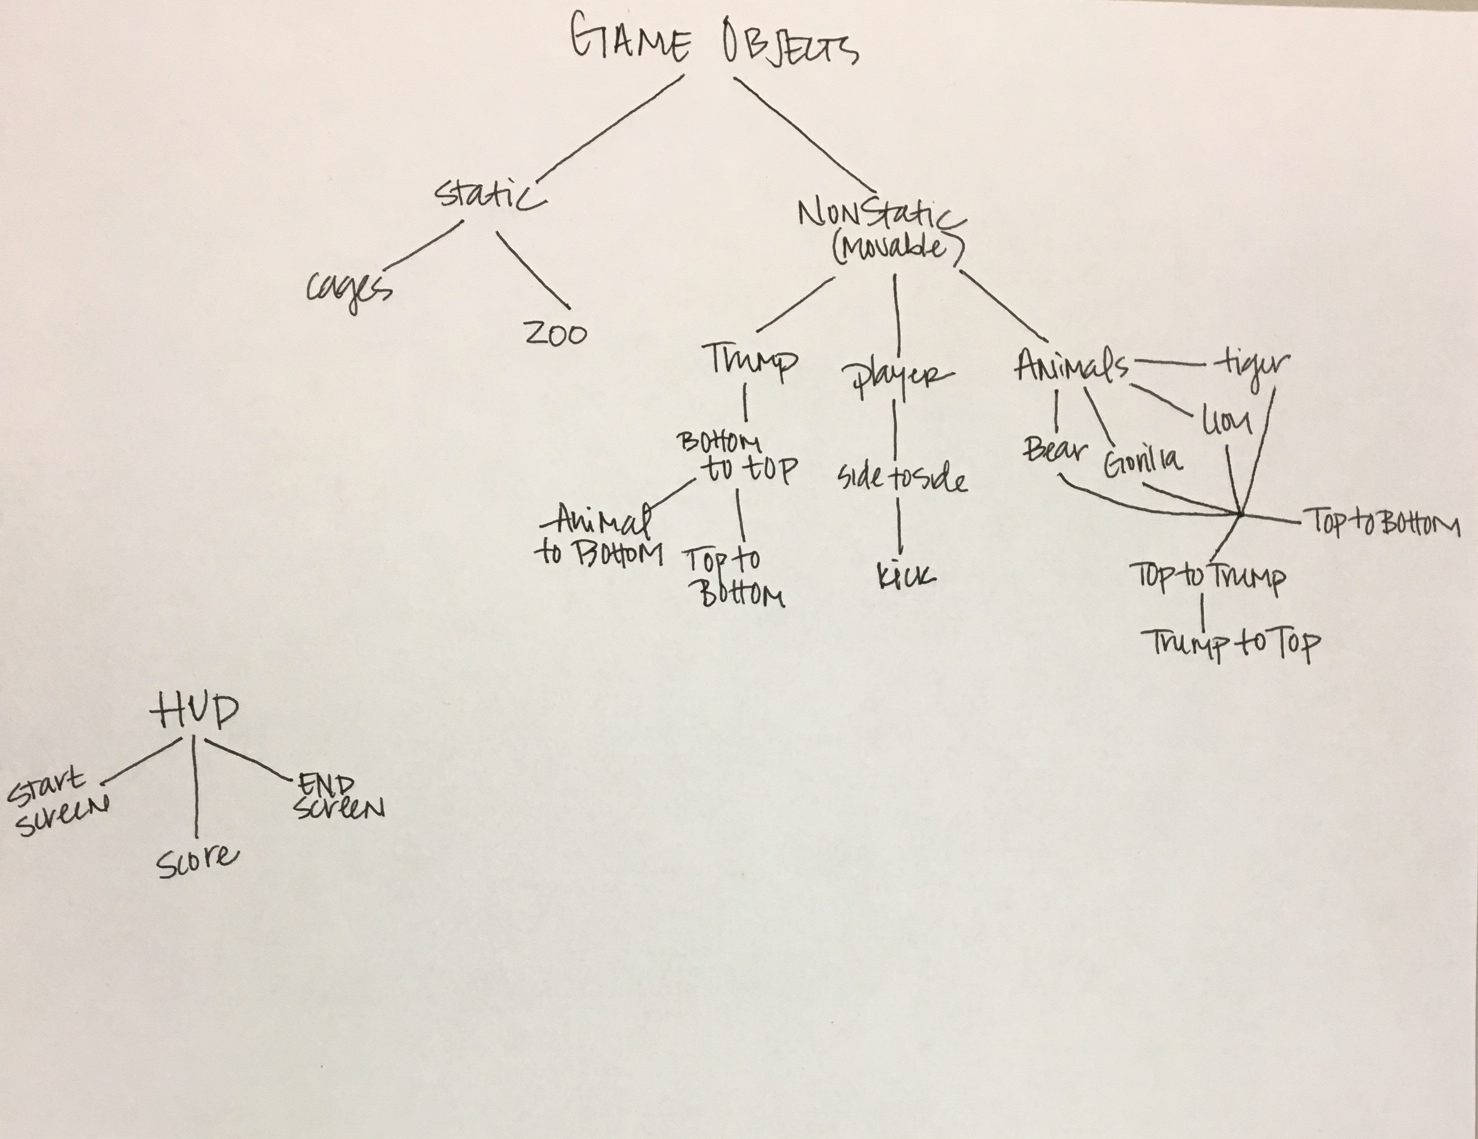 GAME OBJECTS
Static
NonStatic
(Movable)
cages
ZOO
Trump
player
Animals
tiger
Lion
Bottom
to top
Bear
Gorilla
side to side
Animal
to Bottom
Top to
Bottom
kick
Top to Bottom
Top to Trump
Trump to Top
HUD
Start
screen
END
screen
Score